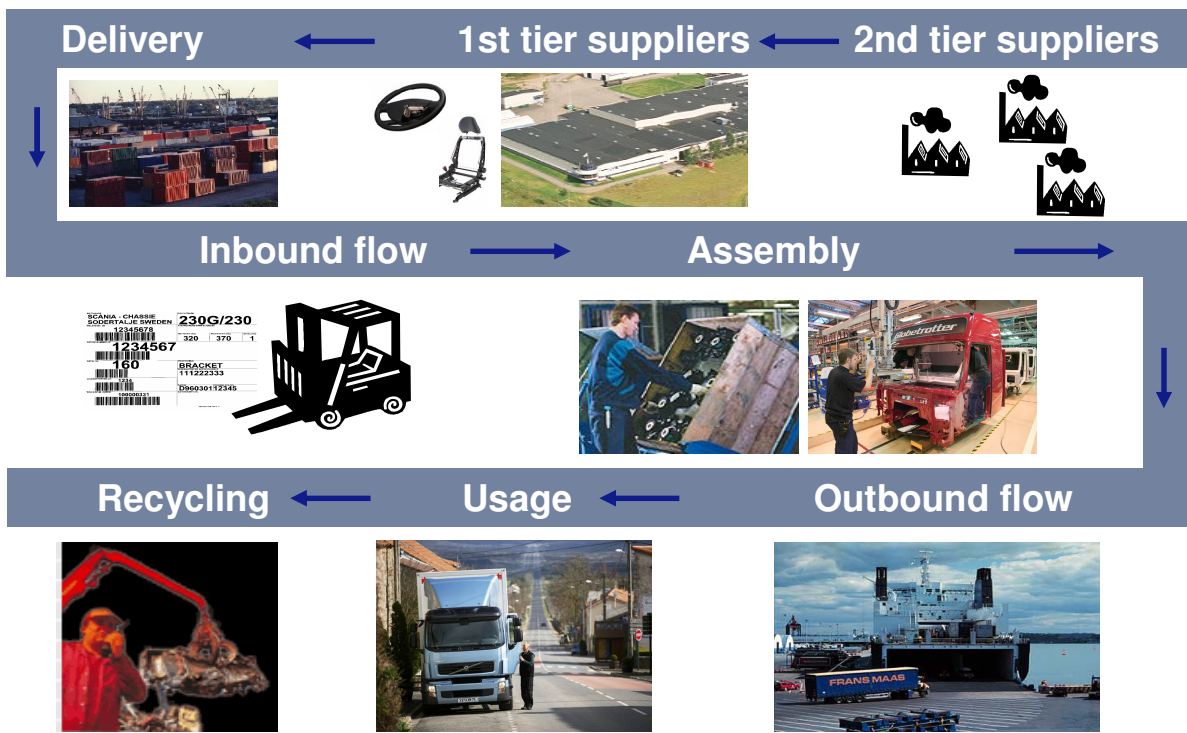 Delivery
1st tier suppliers
2nd tier suppliers
Inbound flow
Assembly
SCANIA - CHASSIE
SODERTALJE SWEDEN
230G/230
12345678
320 370 1
1234567
160
BRACKET
111222333
1234
D96030112345
100000331
Globetrotter
Recycling
Usage
Outbound flow
FRANS MAAS